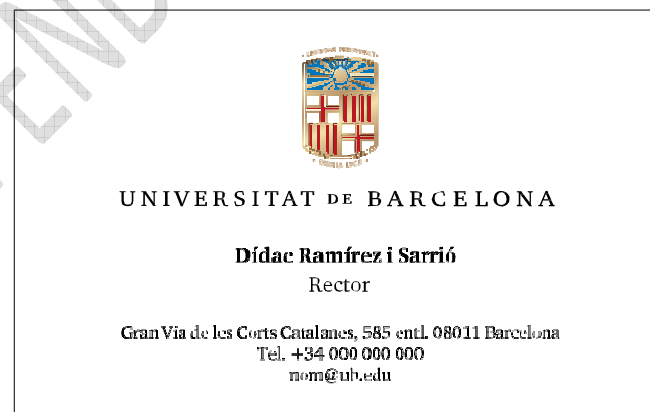 UNIVERSITAT DE BARCELONA
Dídac Ramírez i Sarrió
Rector
Gran Via de les Corts Catalanes, 585 entl. 08011 Barcelona
Tel. +34 000 000 000
nom@ub.edu